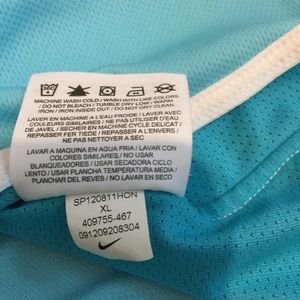 XL
MACHINE WASH COLD / WASH WITH LIKE COLORS
/ DO NOT BLEACH / TUMBLE DRY LOW / WARM
IRON / IRON INSIDE OUT / DO NOT DRY CLEAN
LAVER EN MACHINE A L'EAU FROIDE / LAVER AVEC
COULEURS SIMILAIRES / NE PAS UTILISER D'EAU
DE JAVEL / SECHER EN MACHINE CYCLE DELICAT /
REPASSER FER TIEDE / REPASSER A L'ENVERS /
NE PAS NETTOYER A SEC
LAVAR A MAQUINA EN AGUA FRIA / LAVAR CON
COLORES SIMILARES / NO USAR
BLANQUEADORES / USAR SECADORA CICLO
LENTO / USAR PLANCHA TEMPERATURA MEDIA /
PLANCHAR DEL REVES / NO LAVAR EN SECO
SP120811HON
XL
409755-467
091209208304